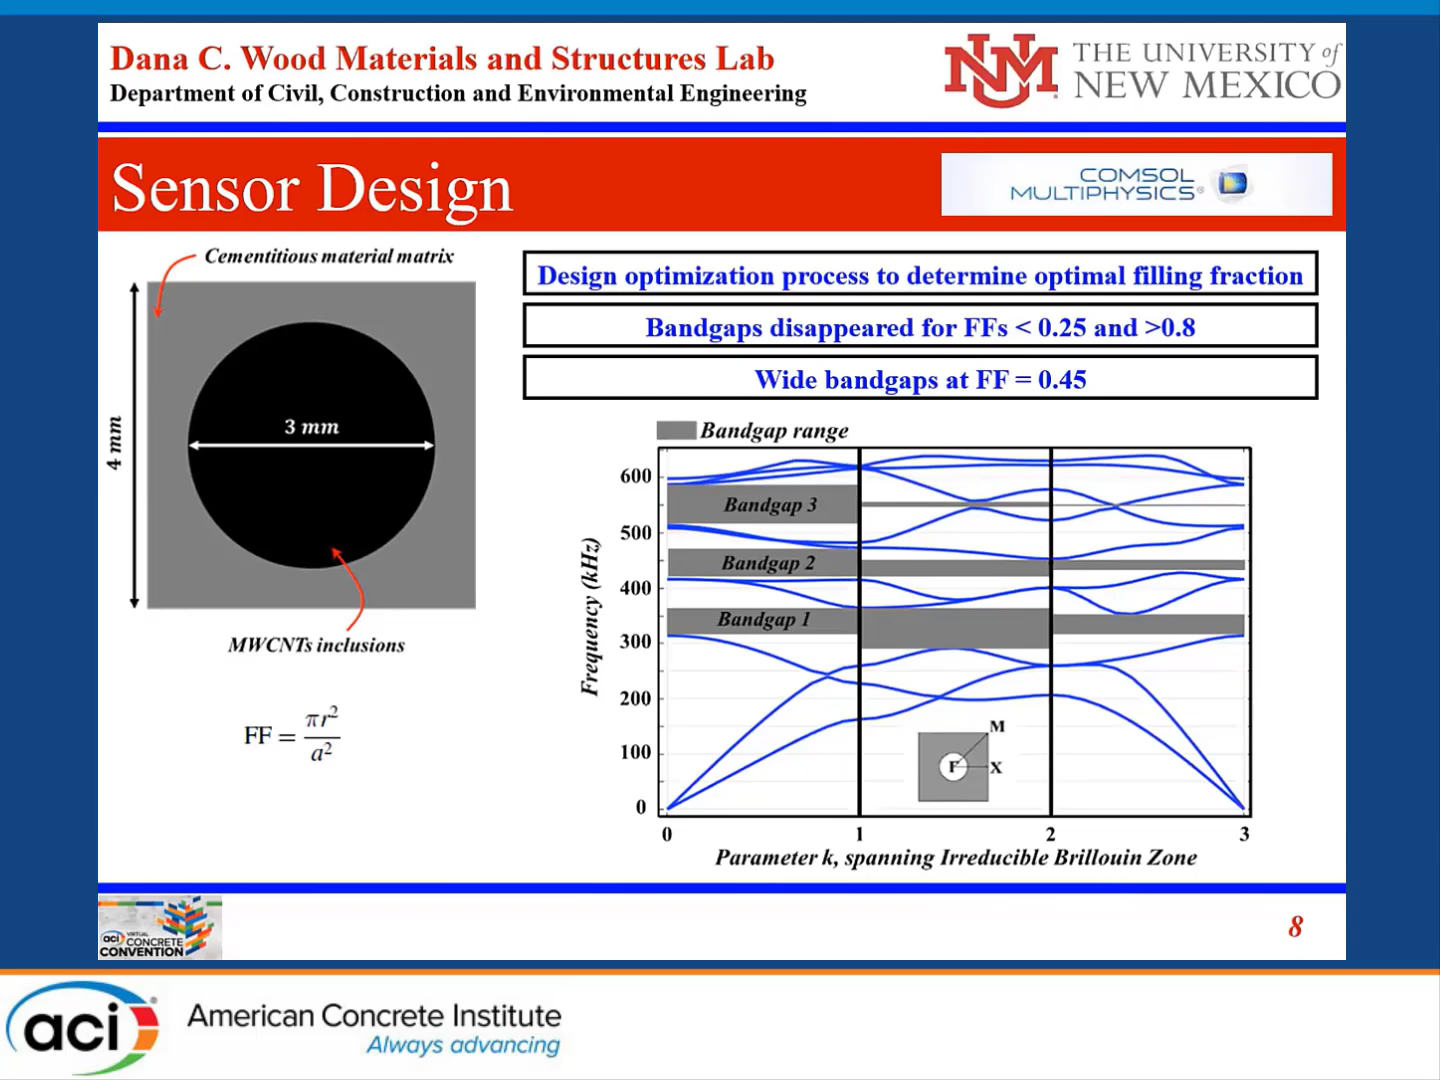 Dana C. Wood Materials and Structures Lab
Department of Civil, Construction and Environmental Engineering
UNM
THE UNIVERSITY of
NEW MEXICO
Sensor Design
COMSOL
MULTIPHYSICS®
Cementitious material matrix
4 mm
3 mm
MWCNTs inclusions
FF = πr²/a²
Design optimization process to determine optimal filling fraction
Bandgaps disappeared for FFs < 0.25 and >0.8
Wide bandgaps at FF = 0.45
Bandgap range
600
500
400
300
200
100
0
Frequency (kHz)
Bandgap 3
Bandgap 2
Bandgap 1
M
Γ X
0 1 2 3
Parameter k, spanning Irreducible Brillouin Zone
aci VIRTUAL
CONCRETE
CONVENTION
8
aci®
American Concrete Institute
Always advancing